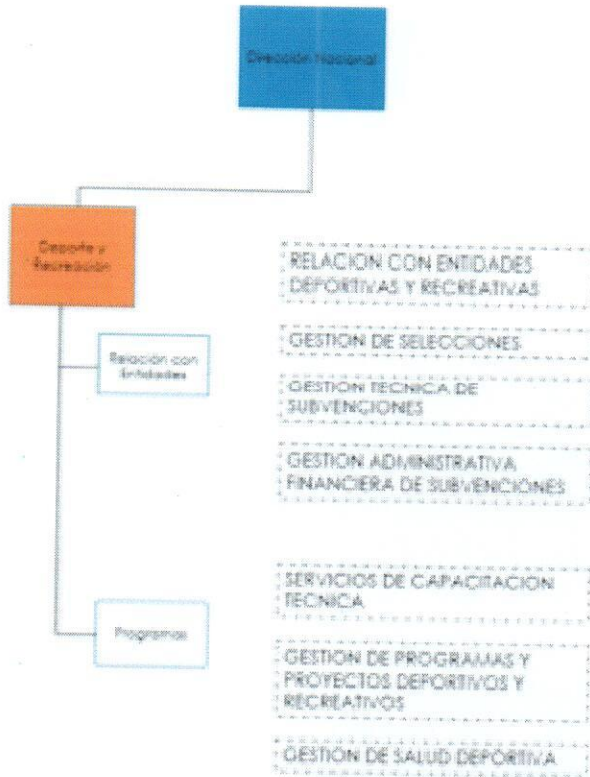 Dirección Nacional
Deporte y
Recreación
RELACION CON ENTIDADES
DEPORTIVAS Y RECREATIVAS
Relación con
Entidades
GESTION DE SELECCIONES
GESTION TECNICA DE
SUBVENCIONES
GESTION ADMINISTRATIVA
FINANCIERA DE SUBVENCIONES
Programas
SERVICIOS DE CAPACITACION
TECNICA
GESTION DE PROGRAMAS Y
PROYECTOS DEPORTIVOS Y
RECREATIVOS
GESTION DE SALUD DEPORTIVA